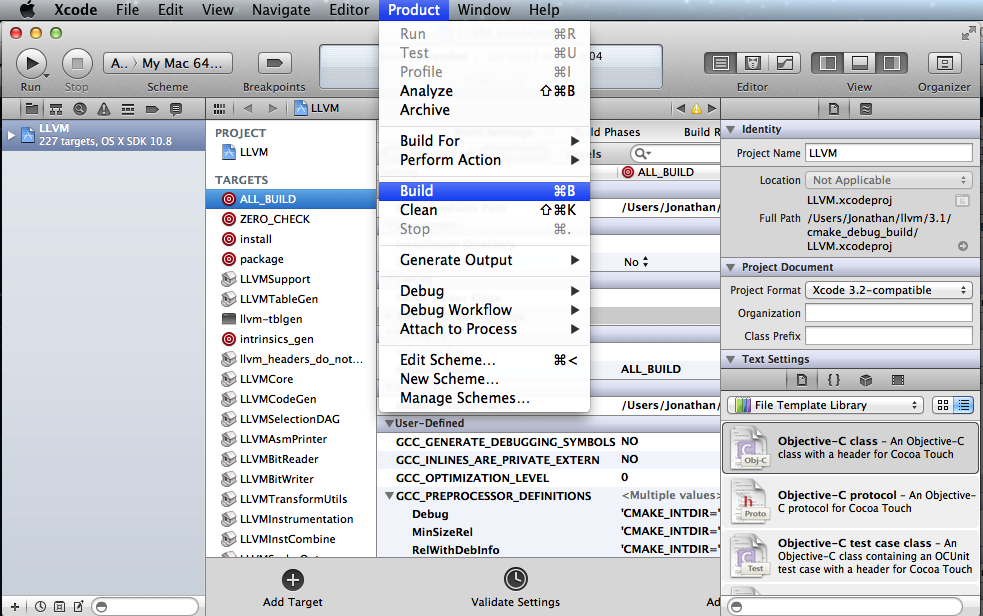 Xcode File Edit View Navigate Editor Product Window Help
Run ⌘R
Test ⌘U
Profile ⌘I
Analyze ⇧⌘B
Archive
Build For
Perform Action
Build ⌘B
Clean ⇧⌘K
Stop ⌘.
Generate Output
Debug
Debug Workflow
Attach to Process
Edit Scheme... ⌘<
New Scheme...
Manage Schemes...
A.. My Mac 64...
04
Run Stop Scheme Breakpoints Editor View Organizer
LLVM
LLVM
227 targets, OS X SDK 10.8
PROJECT
LLVM
TARGETS
ALL_BUILD
ZERO_CHECK
install
package
LLVMSupport
LLVMTableGen
llvm-tblgen
intrinsics_gen
llvm_headers_do_not...
LLVMCore
LLVMCodeGen
LLVMSelectionDAG
LLVMAsmPrinter
LLVMBitReader
LLVMBitWriter
LLVMTransformUtils
LLVMInstrumentation
LLVMInstCombine
d Phases Build R
els
ALL_BUILD
/Users/Jonathan/
No
ALL_BUILD
/Users/Jonathan/
User-Defined
GCC_GENERATE_DEBUGGING_SYMBOLS NO
GCC_INLINES_ARE_PRIVATE_EXTERN NO
GCC_OPTIMIZATION_LEVEL 0
GCC_PREPROCESSOR_DEFINITIONS <Multiple values>
Debug 'CMAKE_INTDIR="
MinSizeRel 'CMAKE_INTDIR="
RelWithDebInfo 'CMAKE_INTDIR="
Add Target Validate Settings Ad
Identity
Project Name LLVM
Location Not Applicable
LLVM.xcodeproj
Full Path /Users/Jonathan/llvm/3.1/
cmake_debug_build/
LLVM.xcodeproj
Project Document
Project Format Xcode 3.2-compatible
Organization
Class Prefix
Text Settings
{ }
File Template Library
Obj-C
Objective-C class - An Objective-C
class with a header for Cocoa Touch
h
Proto
Objective-C protocol - An Objective-
C protocol for Cocoa Touch
Test
Objective-C test case class - An
Objective-C class containing an OCUnit
test case with a header for Cocoa Touch